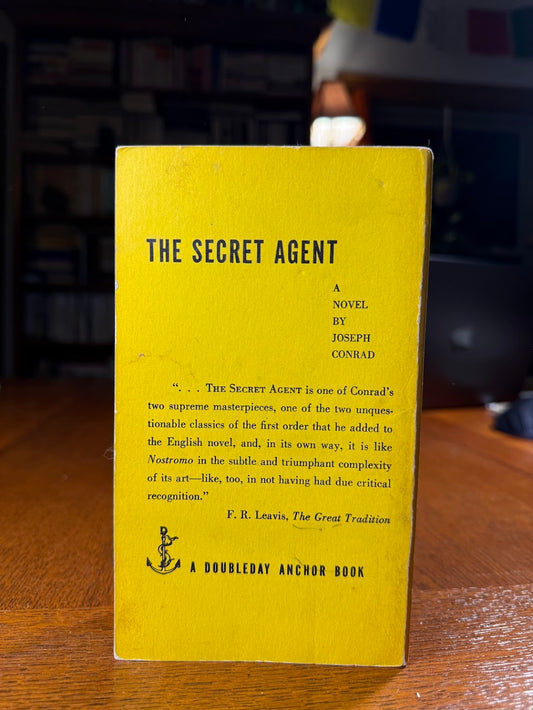 THE SECRET AGENT
A
NOVEL
BY
JOSEPH
CONRAD
“. . . THE SECRET AGENT is one of Conrad’s
two supreme masterpieces, one of the two unques-
tionable classics of the first order that he added to
the English novel, and, in its own way, it is like
Nostromo in the subtle and triumphant complexity
of its art—like, too, in not having had due critical
recognition.”
F. R. Leavis, The Great Tradition
A DOUBLEDAY ANCHOR BOOK